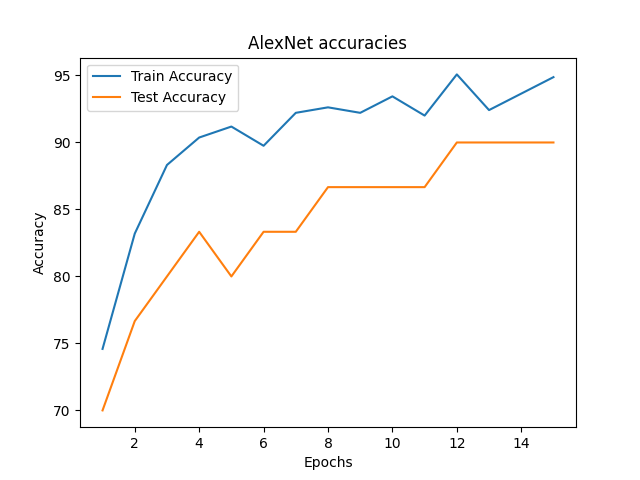 AlexNet accuracies
Train Accuracy
Test Accuracy
95
90
85
80
75
70
Accuracy
2 4 6 8 10 12 14
Epochs